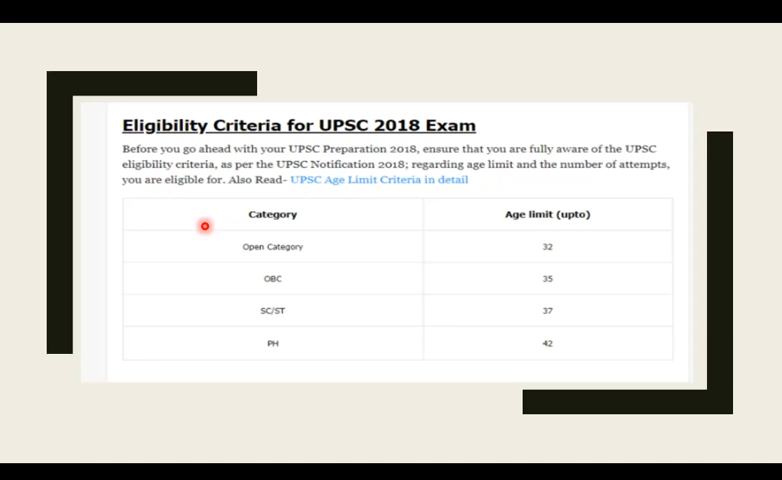 Eligibility Criteria for UPSC 2018 Exam
Before you go ahead with your UPSC Preparation 2018, ensure that you are fully aware of the UPSC
eligibility criteria, as per the UPSC Notification 2018; regarding age limit and the number of attempts,
you are eligible for. Also Read- UPSC Age Limit Criteria in detail
Category Age limit (upto)
Open Category 32
OBC 35
SC/ST 37
PH 42